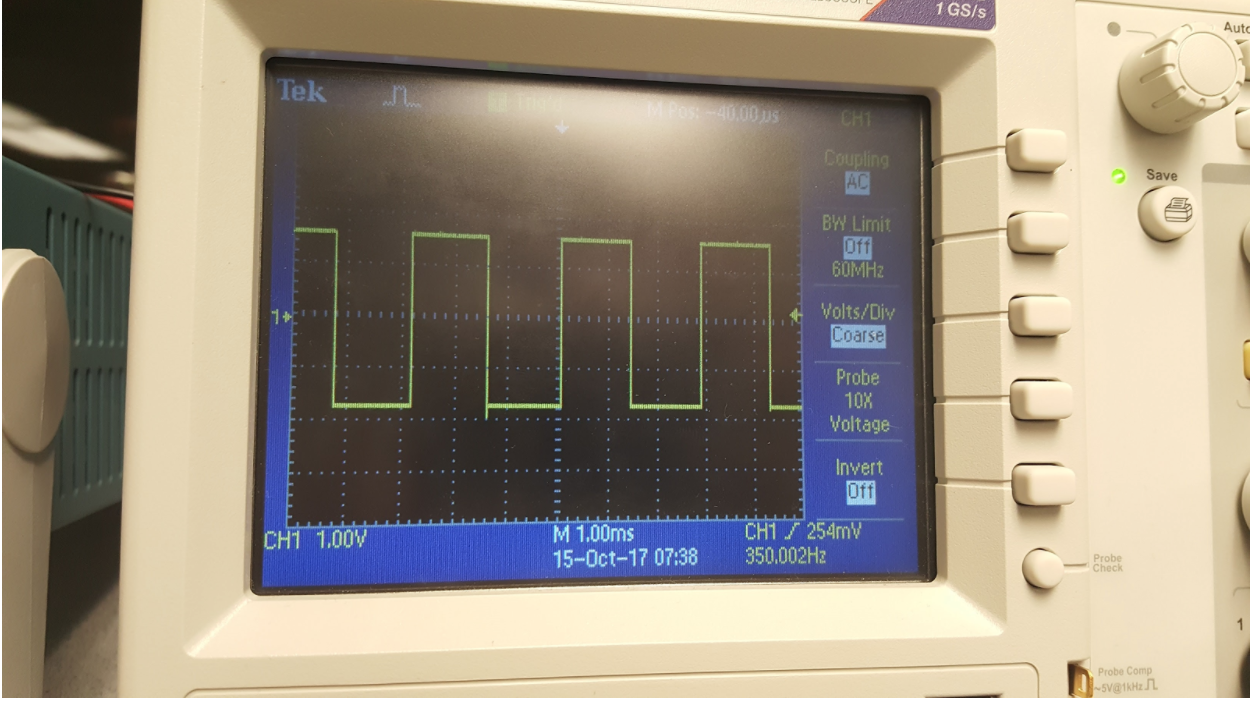 1 GS/s
Auto
Tek
M Pos: -40.00µs
CH1
Coupling
AC
BW Limit
Off
60MHz
Volts/Div
Coarse
Probe
10X
Voltage
Invert
Off
1
CH1 1.00V
M 1.00ms
CH1 / 254mV
15-Oct-17 07:38
350.002Hz
Save
Probe
Check
1
Probe Comp
~5V@1kHz